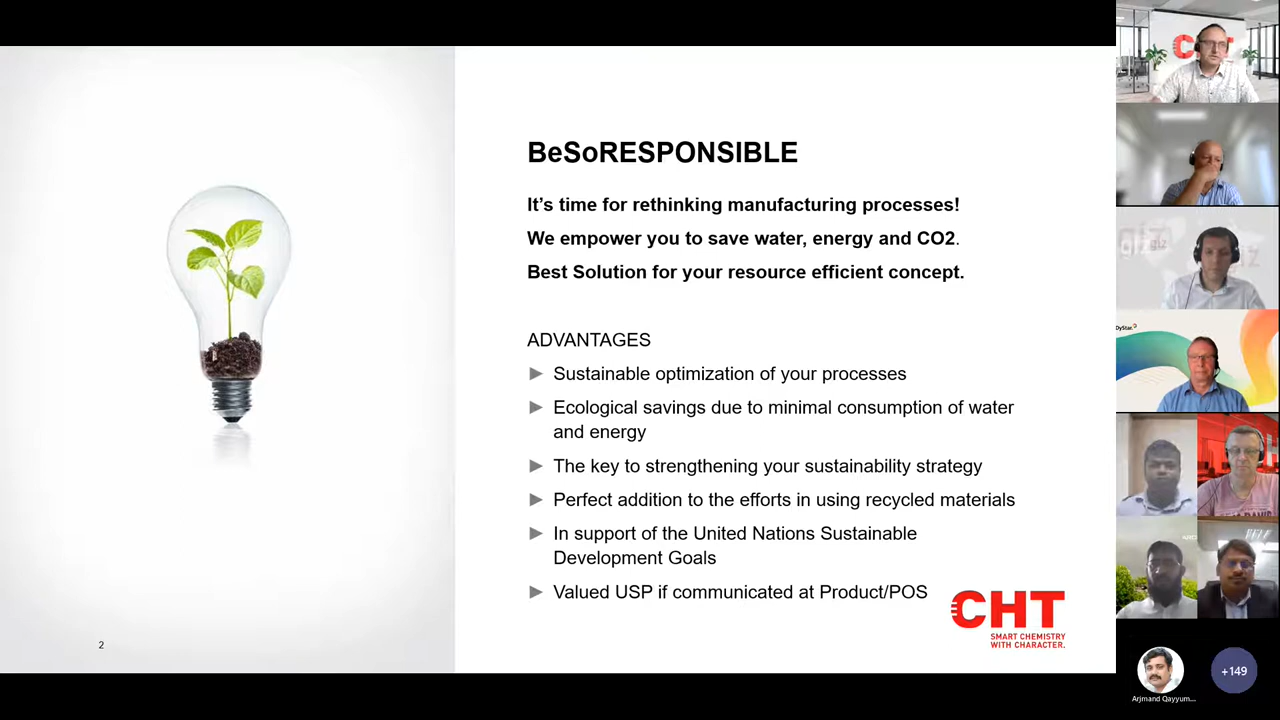 BeSoRESPONSIBLE
It’s time for rethinking manufacturing processes!
We empower you to save water, energy and CO2.
Best Solution for your resource efficient concept.
ADVANTAGES
Sustainable optimization of your processes
Ecological savings due to minimal consumption of water
and energy
The key to strengthening your sustainability strategy
Perfect addition to the efforts in using recycled materials
In support of the United Nations Sustainable
Development Goals
Valued USP if communicated at Product/POS
CHT
SMART CHEMISTRY
WITH CHARACTER.
2
CHT
giz
giz
DyStar
Arjmand Qayyum...
+149